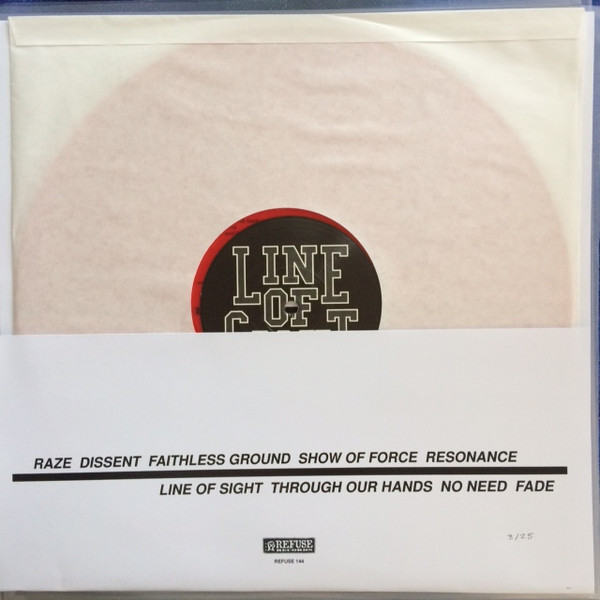 LINE
OF
RAZE DISSENT FAITHLESS GROUND SHOW OF FORCE RESONANCE
LINE OF SIGHT THROUGH OUR HANDS NO NEED FADE
REFUSE
RECORDS
REFUSE 144
3/25